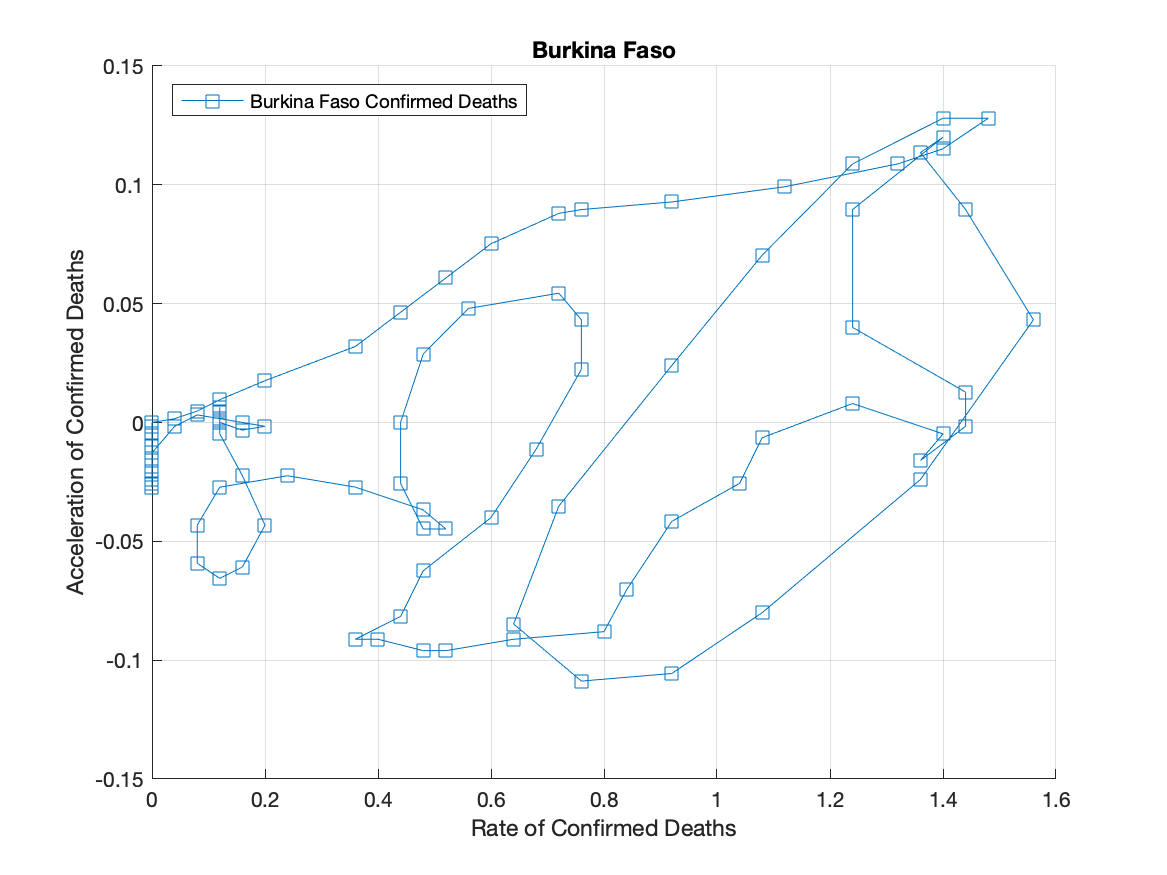 Burkina Faso
Burkina Faso Confirmed Deaths
Acceleration of Confirmed Deaths
0.15
0.1
0.05
0
-0.05
-0.1
-0.15
0 0.2 0.4 0.6 0.8 1 1.2 1.4 1.6
Rate of Confirmed Deaths